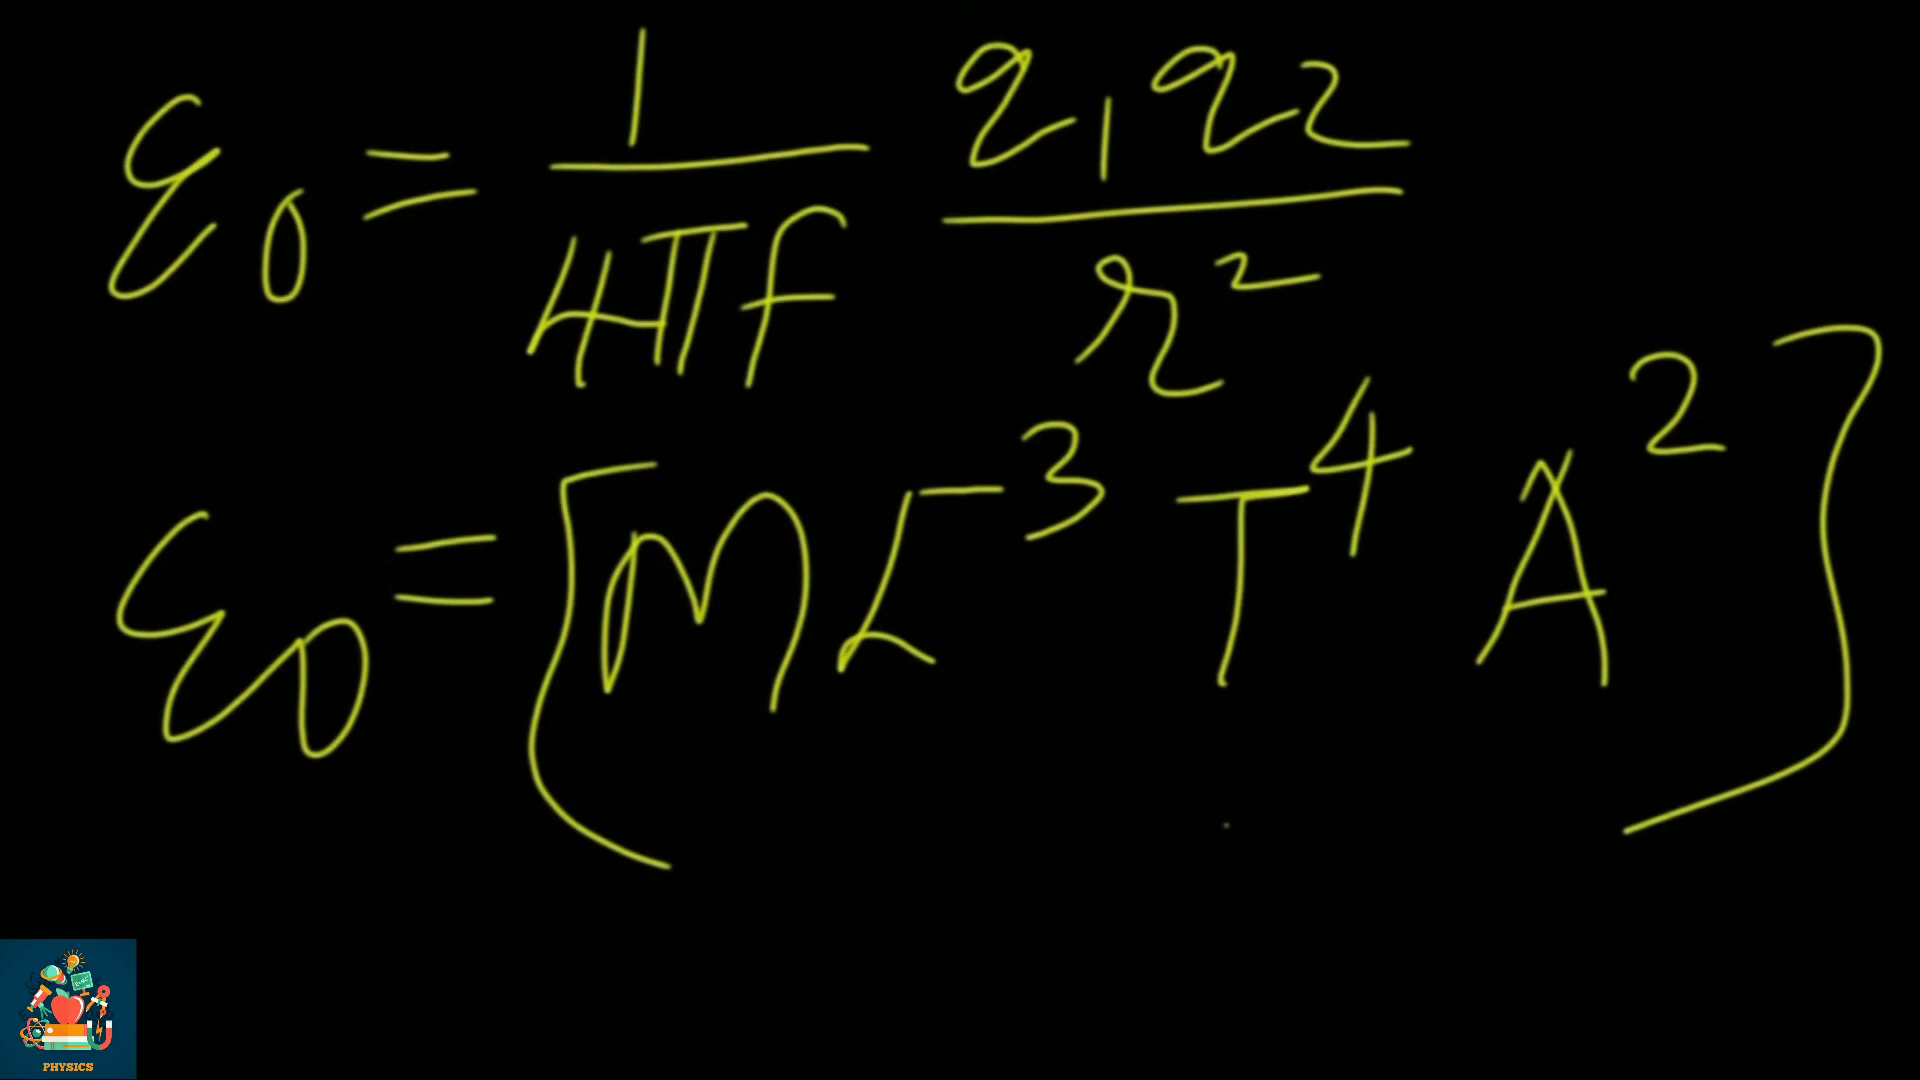 ε₀ = 1/4πf q₁q₂/r²
ε₀ = [M L⁻³ T⁴ A²]
PHYSICS